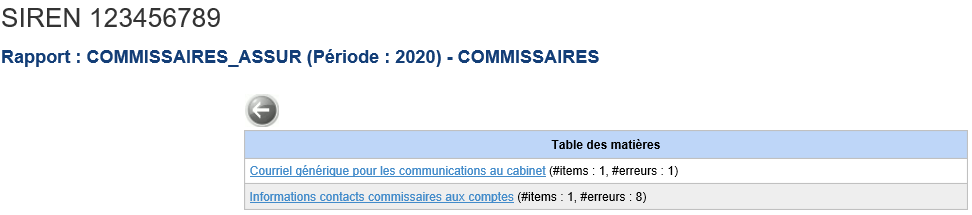 SIREN 123456789
Rapport : COMMISSAIRES_ASSUR (Période : 2020) - COMMISSAIRES
Table des matières
Courriel générique pour les communications au cabinet (#items : 1, #erreurs : 1)
Informations contacts commissaires aux comptes (#items : 1, #erreurs : 8)